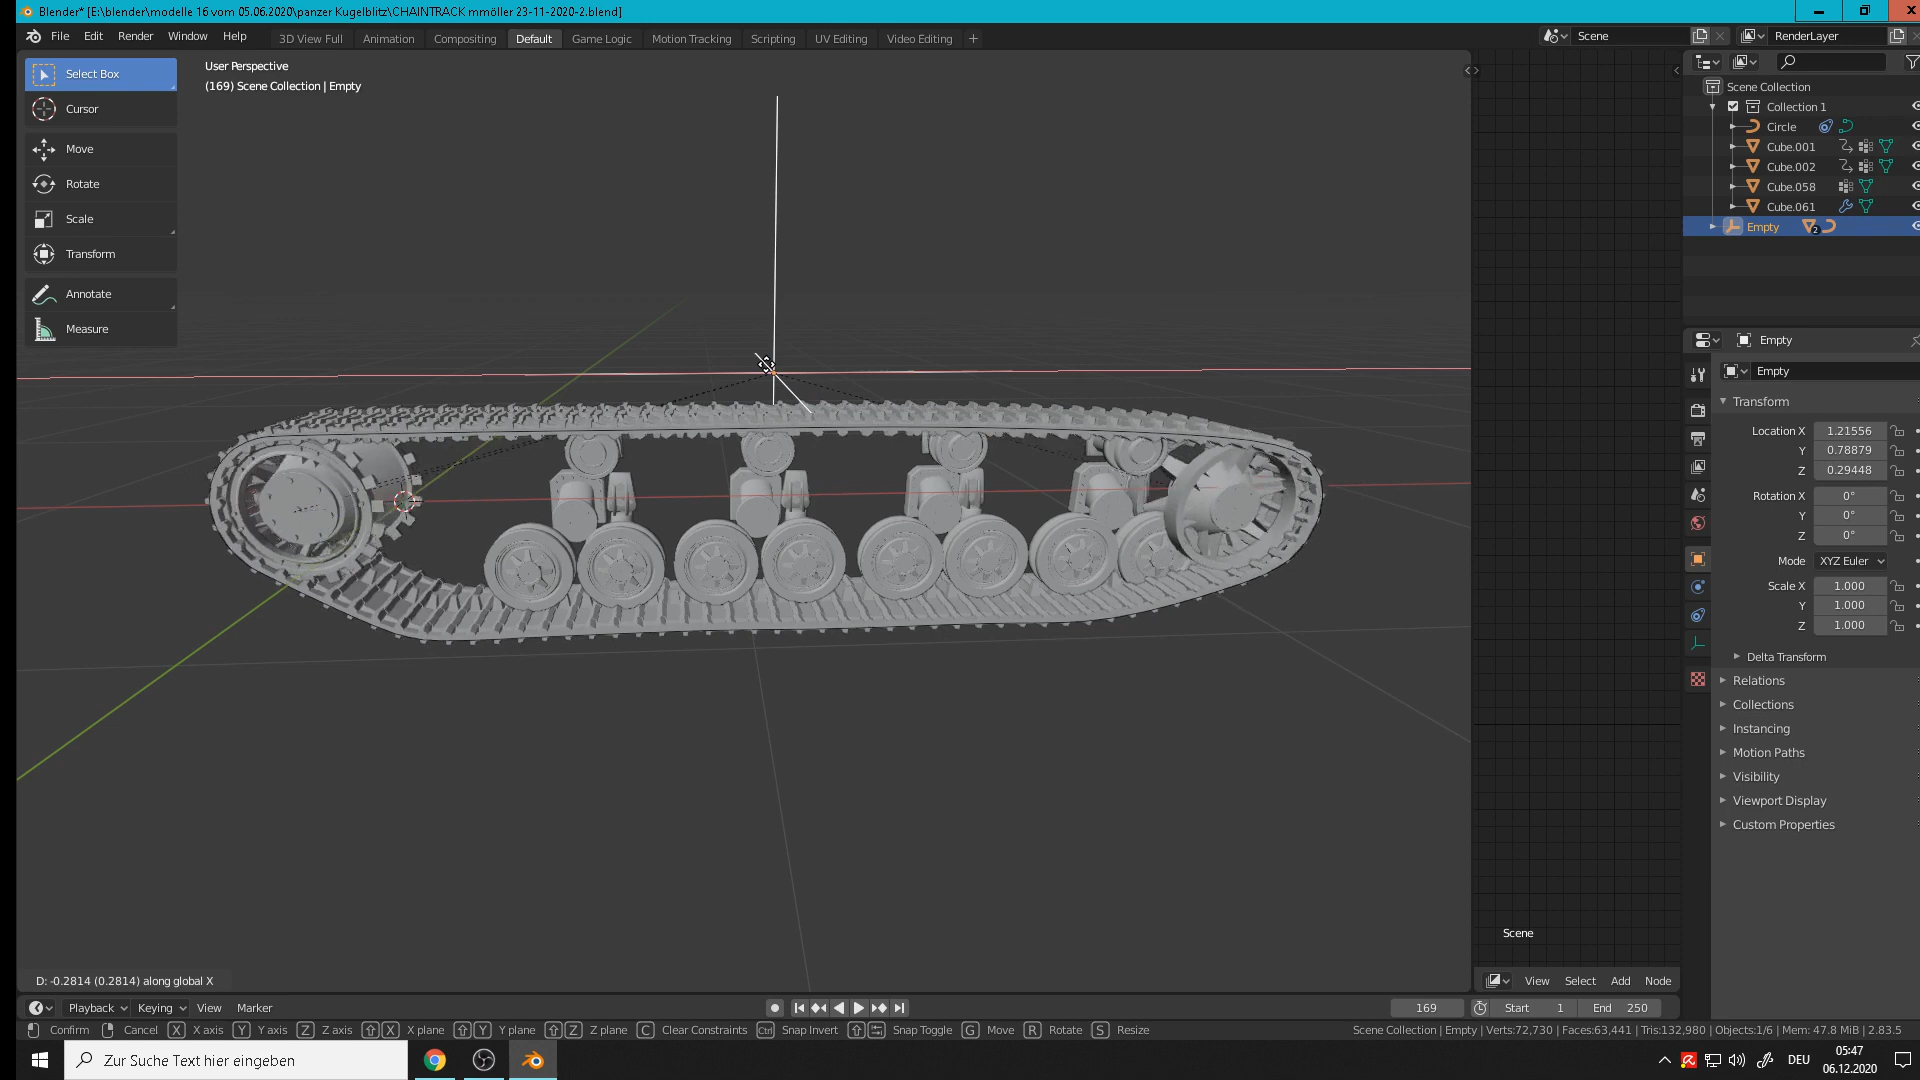 Blender* [E:\blender\modelle 16 vom 05.06.2020\panzer Kugelblitz\CHAINTRACK mmöller 23-11-2020-2.blend]
File Edit Render Window Help 3D View Full Animation Compositing Default Game Logic Motion Tracking Scripting UV Editing Video Editing + Scene RenderLayer
Select Box
Cursor
Move
Rotate
Scale
Transform
Annotate
Measure
User Perspective
(169) Scene Collection | Empty
Scene Collection
Collection 1
Circle
Cube.001
Cube.002
Cube.058
Cube.061
Empty 2
Empty
Empty
Transform
Location X 1.21556
Y 0.78879
Z 0.29448
Rotation X 0°
Y 0°
Z 0°
Mode XYZ Euler
Scale X 1.000
Y 1.000
Z 1.000
Delta Transform
Relations
Collections
Instancing
Motion Paths
Visibility
Viewport Display
Custom Properties
Scene
View Select Add Node
D: -0.2814 (0.2814) along global X
Playback Keying View Marker 169 Start 1 End 250
Confirm Cancel X X axis Y Y axis Z Z axis X X plane Y Y plane Z Z plane C Clear Constraints Ctrl Snap Invert Snap Toggle G Move R Rotate S Resize
Scene Collection | Empty | Verts:72,730 | Faces:63,441 | Tris:132,980 | Objects:1/6 | Mem: 47.8 MiB | 2.83.5
Zur Suche Text hier eingeben
DEU
05:47
06.12.2020